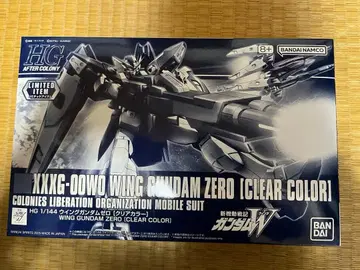 HG
AFTER COLONY
LIMITED ITEM
8+
BANDAI NAMCO
XXXG-00W0 WING GUNDAM ZERO [CLEAR COLOR]
COLONIES LIBERATION ORGANIZATION MOBILE SUIT
HG 1/144 ウイングガンダムゼロ [クリアカラー]
WING GUNDAM ZERO [CLEAR COLOR]
新機動戦記
ガンダムW
BANDAI